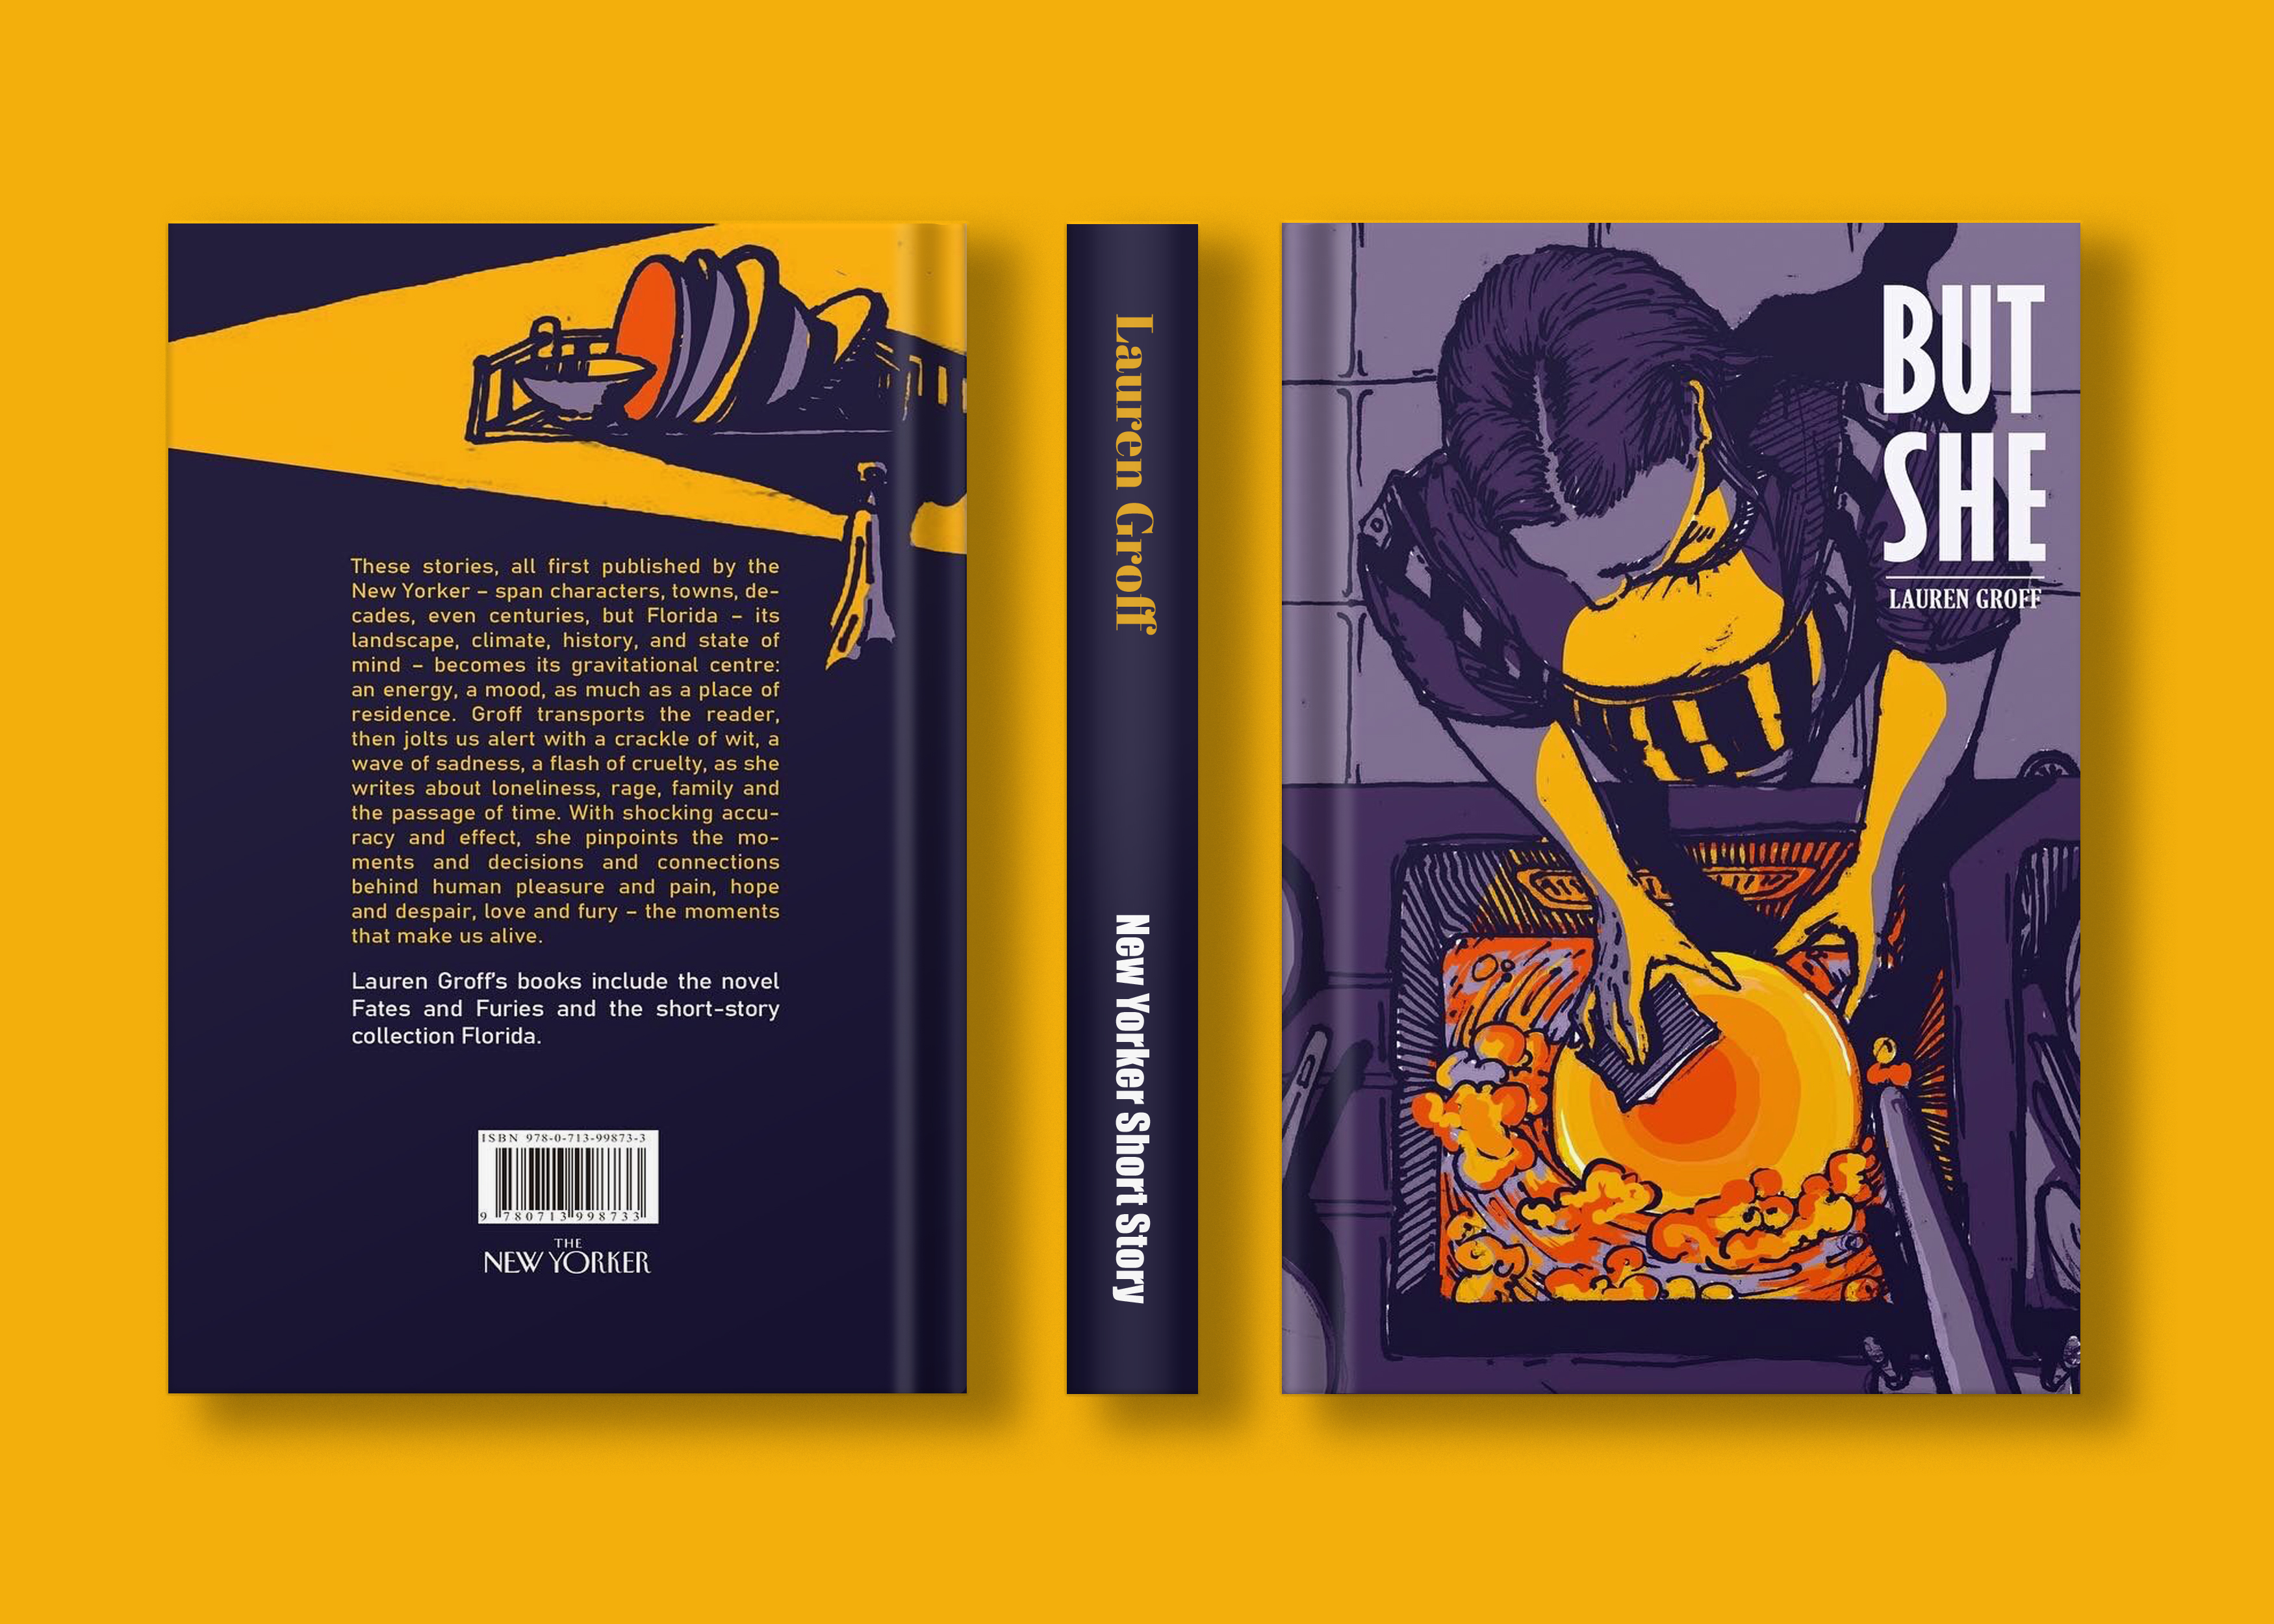 These stories, all first published by the
New Yorker – span characters, towns, de-
cades, even centuries, but Florida – its
landscape, climate, history, and state of
mind – becomes its gravitational centre:
an energy, a mood, as much as a place of
residence. Groff transports the reader,
then jolts us alert with a crackle of wit, a
wave of sadness, a flash of cruelty, as she
writes about loneliness, rage, family and
the passage of time. With shocking accu-
racy and effect, she pinpoints the mo-
ments and decisions and connections
behind human pleasure and pain, hope
and despair, love and fury – the moments
that make us alive.
Lauren Groff's books include the novel
Fates and Furies and the short-story
collection Florida.
ISBN 978-0-713-99873-3
9 780713 998733
THE
NEW YORKER
Lauren Groff
New Yorker Short Story
BUT
SHE
LAUREN GROFF